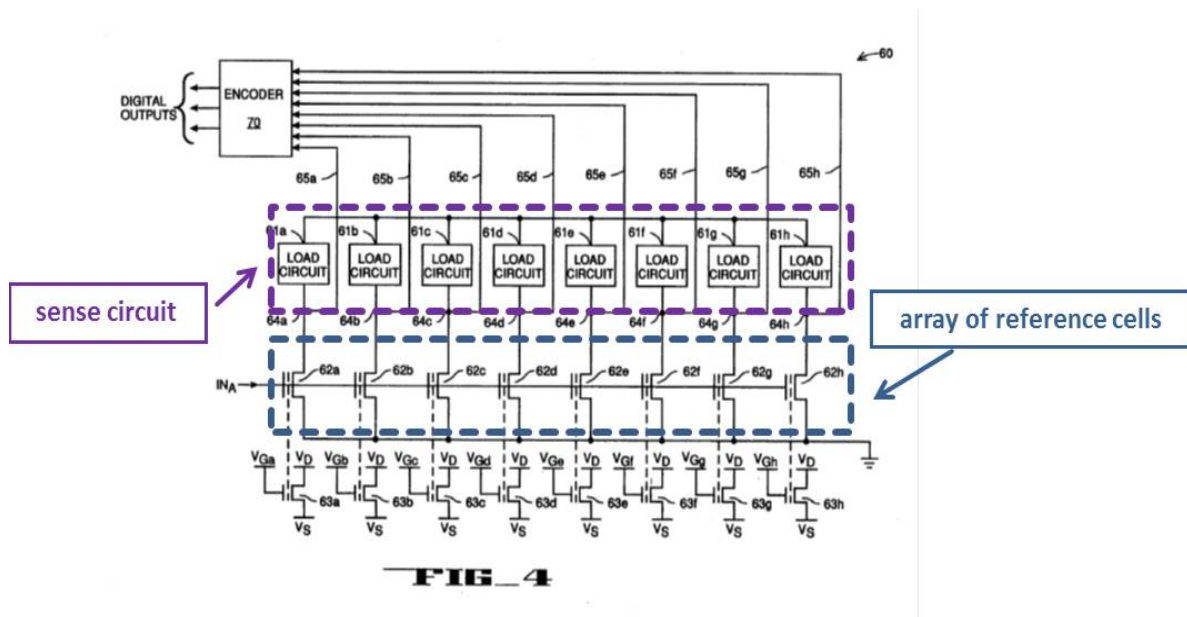 60
DIGITAL
OUTPUTS
ENCODER
70
65a 65b 65c 65d 65e 65f 65g 65h
61a 61b 61c 61d 61e 61f 61g 61h
LOAD CIRCUIT LOAD CIRCUIT LOAD CIRCUIT LOAD CIRCUIT LOAD CIRCUIT LOAD CIRCUIT LOAD CIRCUIT LOAD CIRCUIT
sense circuit
64a 64b 64c 64d 64e 64f 64g 64h
array of reference cells
INA 62a 62b 62c 62d 62e 62f 62g 62h
VGa VD VGb VD VGc VD VGd VD VGe VD VGf VD VGg VD VGh VD
63a 63b 63c 63d 63e 63f 63g 63h
VS VS VS VS VS VS VS VS
FIG_4